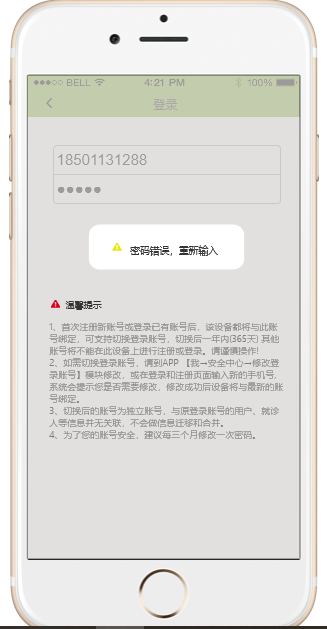 BELL 4:21 PM 100%
登录
18501131288
密码错误，重新输入
温馨提示
1、首次注册新账号或登录已有账号后，该设备都将与此账
号绑定，可支持切换登录账号，切换后一年内(365天) 其他
账号将不能在此设备上进行注册或登录。请谨慎操作!
2、如需切换登录账号，请到APP 【我→安全中心→修改登
录账号】模块修改，或在登录和注册页面输入新的手机号,
系统会提示您是否需要修改，修改成功后设备将与最新的账
号绑定。
3、切换后的账号为独立账号，与原登录账号的用户、就诊
人等信息并无关联，不会做信息迁移和合并。
4、为了您的账号安全，建议每三个月修改一次密码。